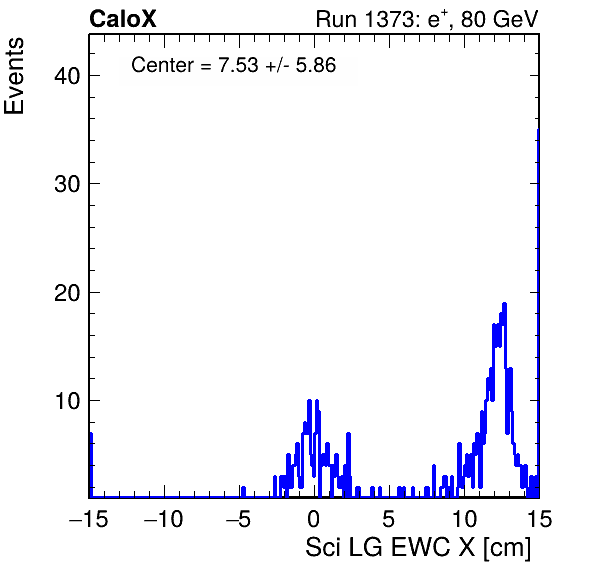 CaloX Run 1373: e⁺, 80 GeV
Center = 7.53 +/- 5.86
Events
40
30
20
10
−15 −10 −5 0 5 10 15
Sci LG EWC X [cm]